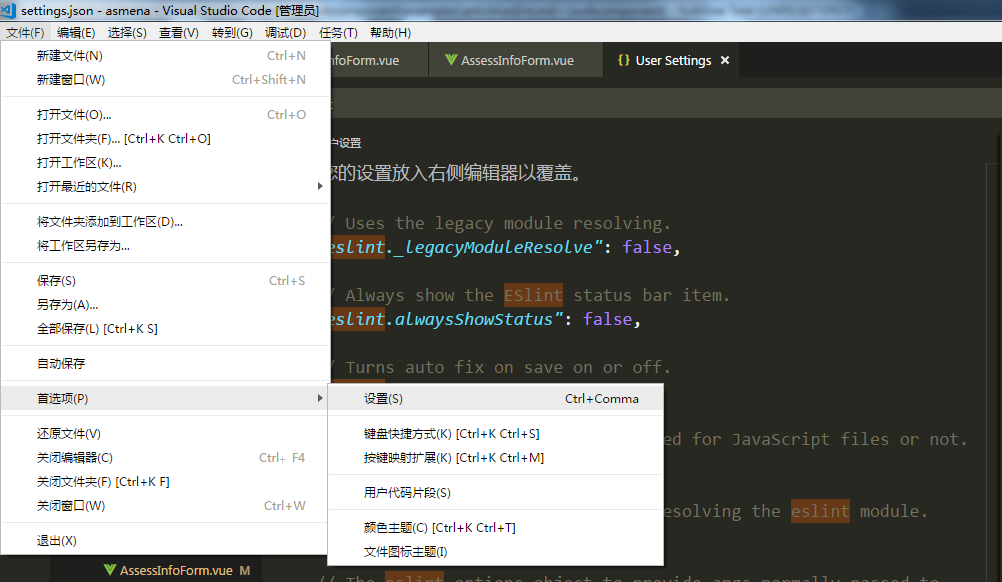 settings.json - asmena - Visual Studio Code [管理员]
文件(F) 编辑(E) 选择(S) 查看(V) 转到(G) 调试(D) 任务(T) 帮助(H)
nfoForm.vue AssessInfoForm.vue {} User Settings ×
新建文件(N) Ctrl+N
新建窗口(W) Ctrl+Shift+N
打开文件(O)... Ctrl+O
打开文件夹(F)... [Ctrl+K Ctrl+O]
打开工作区(K)...
打开最近的文件(R)
将文件夹添加到工作区(D)...
将工作区另存为...
保存(S) Ctrl+S
另存为(A)...
全部保存(L) [Ctrl+K S]
自动保存
首选项(P)
还原文件(V)
关闭编辑器(C) Ctrl+F4
关闭文件夹(F) [Ctrl+K F]
关闭窗口(W) Ctrl+W
退出(X)
设置(S) Ctrl+Comma
键盘快捷方式(K) [Ctrl+K Ctrl+S]
按键映射扩展(K) [Ctrl+K Ctrl+M]
用户代码片段(S)
颜色主题(C) [Ctrl+K Ctrl+T]
文件图标主题(I)
户设置
您的设置放入右侧编辑器以覆盖。
/ Uses the legacy module resolving.
eslint._legacyModuleResolve": false,
/ Always show the ESlint status bar item.
eslint.alwaysShowStatus": false,
/ Turns auto fix on save on or off.
ed for JavaScript files or not.
esolving the eslint module.
// The eslint options object to provide args normally passed to
AssessInfoForm.vue M